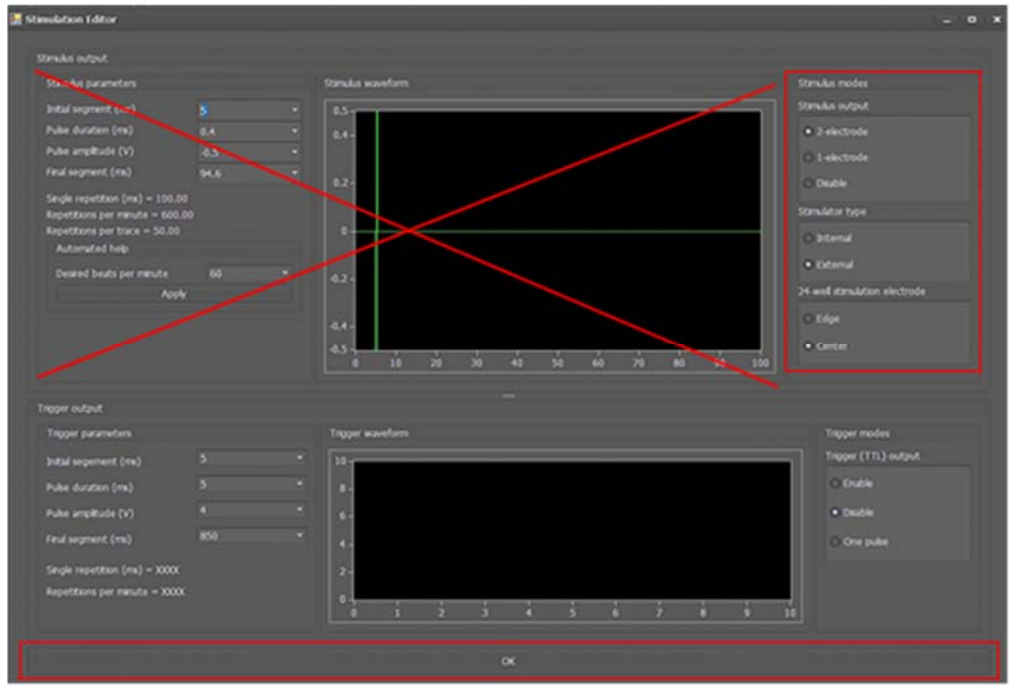 Stimulation Editor
Stimulus output
Stimulus parameters
Initial segment (ms) 5
Pulse duration (ms) 0.4
Pulse amplitude (V) -0.5
Final segment (ms) 94.6
Single repetition (ms) = 100.00
Repetitions per minute = 600.00
Repetitions per trace = 50.00
Automated help
Desired beats per minute 60
Apply
Stimulus waveform
0.5
0.4
0.2
0
-0.2
-0.4
-0.5
0 10 20 30 40 50 60 70 80 90 100
Stimulus modes
Stimulus output
2-electrode
1-electrode
Disable
Stimulator type
Internal
External
24-well stimulation electrode
Edge
Center
Trigger output
Trigger parameters
Initial segement (ms) 5
Pulse duration (ms) 5
Pulse amplitude (V) 4
Final segment (ms) 850
Single repetition (ms) = XXXX
Repetitions per minute = XXXX
Trigger waveform
10
8
6
4
2
0
0 1 2 3 4 5 6 7 8 9 10
Trigger modes
Trigger (TTL) output
Enable
Disable
One pulse
OK